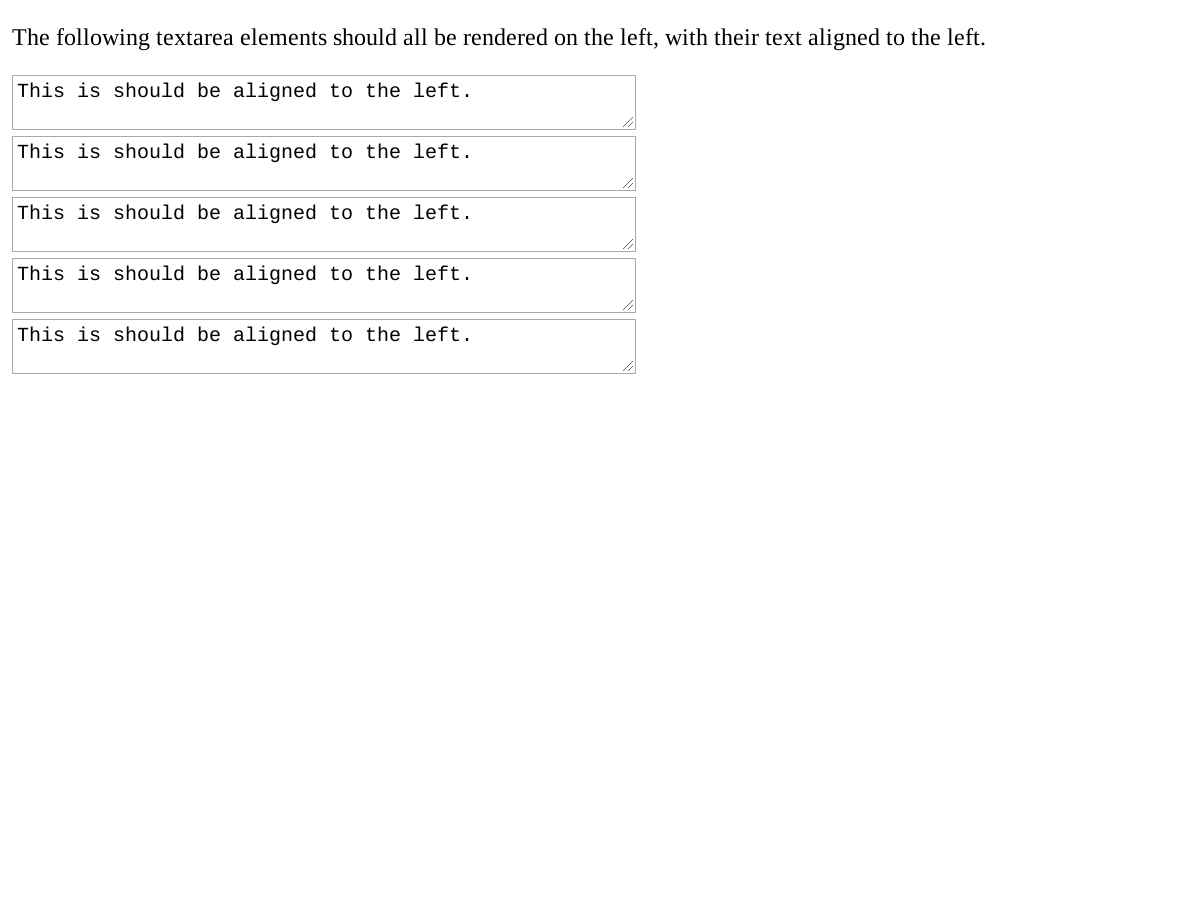 The following textarea elements should all be rendered on the left, with their text aligned to the left.
This is should be aligned to the left.
This is should be aligned to the left.
This is should be aligned to the left.
This is should be aligned to the left.
This is should be aligned to the left.